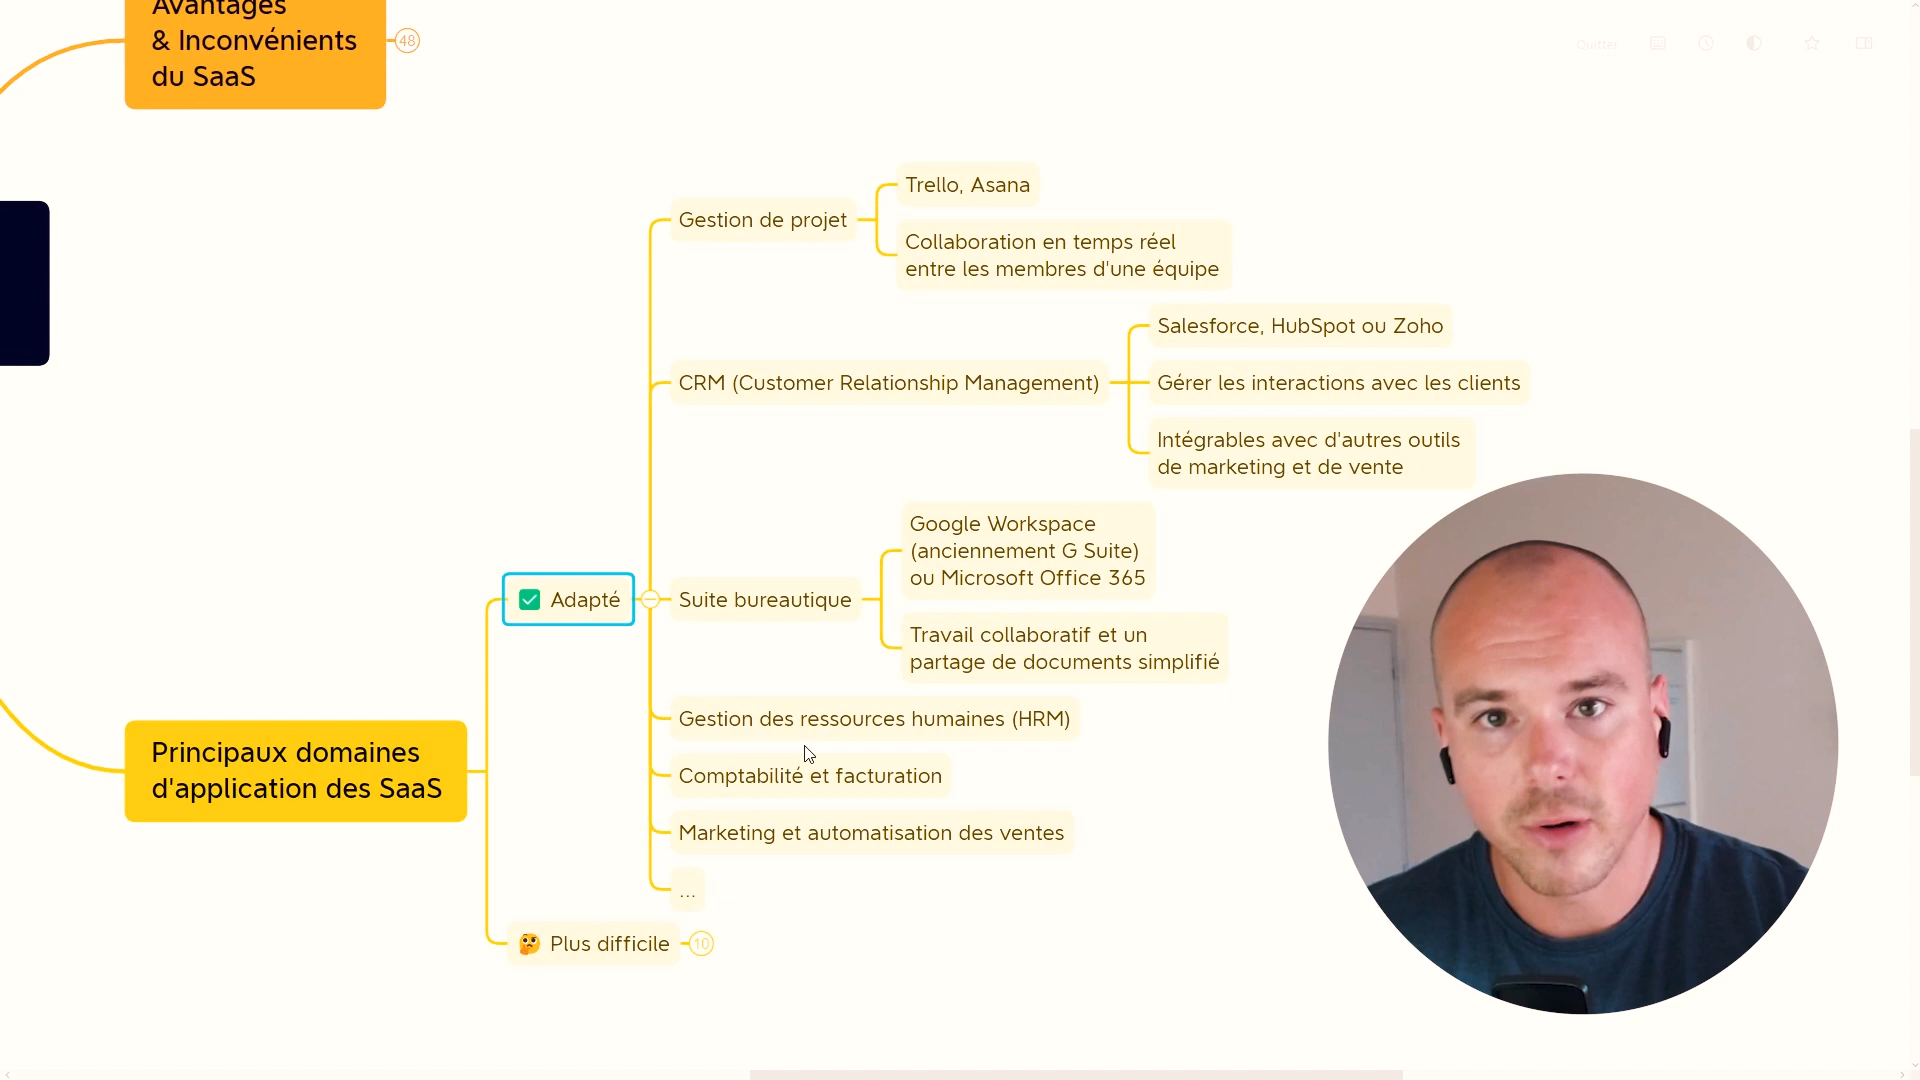 Avantages
& Inconvénients
du SaaS
48
Quitter
Trello, Asana
Gestion de projet
Collaboration en temps réel
entre les membres d'une équipe
Salesforce, HubSpot ou Zoho
CRM (Customer Relationship Management)
Gérer les interactions avec les clients
Intégrables avec d'autres outils
de marketing et de vente
Google Workspace
(anciennement G Suite)
ou Microsoft Office 365
Adapté
Suite bureautique
Travail collaboratif et un
partage de documents simplifié
Gestion des ressources humaines (HRM)
Principaux domaines
d'application des SaaS
Comptabilité et facturation
Marketing et automatisation des ventes
...
Plus difficile
10